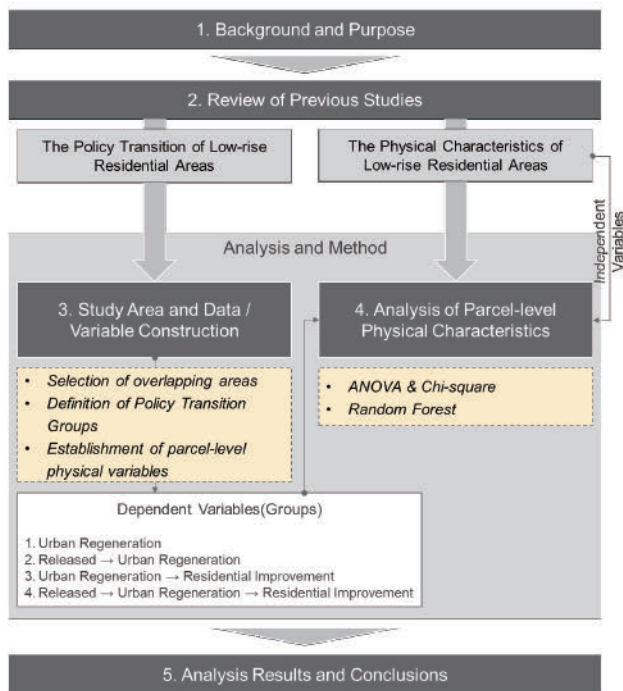 1. Background and Purpose
2. Review of Previous Studies
The Policy Transition of Low-rise
Residential Areas
The Physical Characteristics of
Low-rise Residential Areas
Independent
Variables
Analysis and Method
3. Study Area and Data /
Variable Construction
• Selection of overlapping areas
• Definition of Policy Transition
Groups
• Establishment of parcel-level
physical variables
4. Analysis of Parcel-level
Physical Characteristics
• ANOVA & Chi-square
• Random Forest
Dependent Variables(Groups)
1. Urban Regeneration
2. Released → Urban Regeneration
3. Urban Regeneration → Residential Improvement
4. Released → Urban Regeneration → Residential Improvement
5. Analysis Results and Conclusions